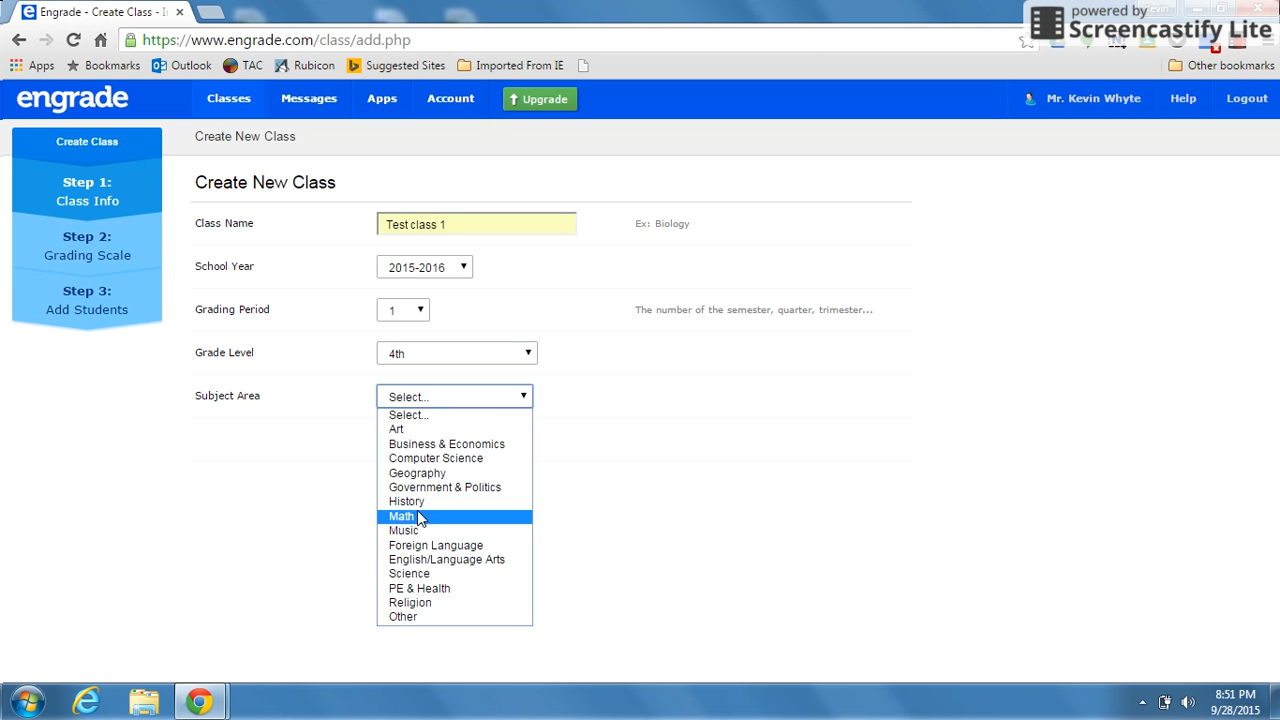 Engrade - Create Class - I
powered by
Screencastify Lite
https://www.engrade.com/class/add.php
Apps
Bookmarks
Outlook
TAC
Rubicon
Suggested Sites
Imported From IE
Other bookmarks
engrade
Classes
Messages
Apps
Account
Upgrade
Mr. Kevin Whyte
Help
Logout
Create Class
Step 1:
Class Info
Step 2:
Grading Scale
Step 3:
Add Students
Create New Class
Create New Class
Class Name
Test class 1
Ex: Biology
School Year
2015-2016
Grading Period
1
The number of the semester, quarter, trimester...
Grade Level
4th
Subject Area
Select...
Select...
Art
Business & Economics
Computer Science
Geography
Government & Politics
History
Math
Music
Foreign Language
English/Language Arts
Science
PE & Health
Religion
Other
8:51 PM
9/28/2015